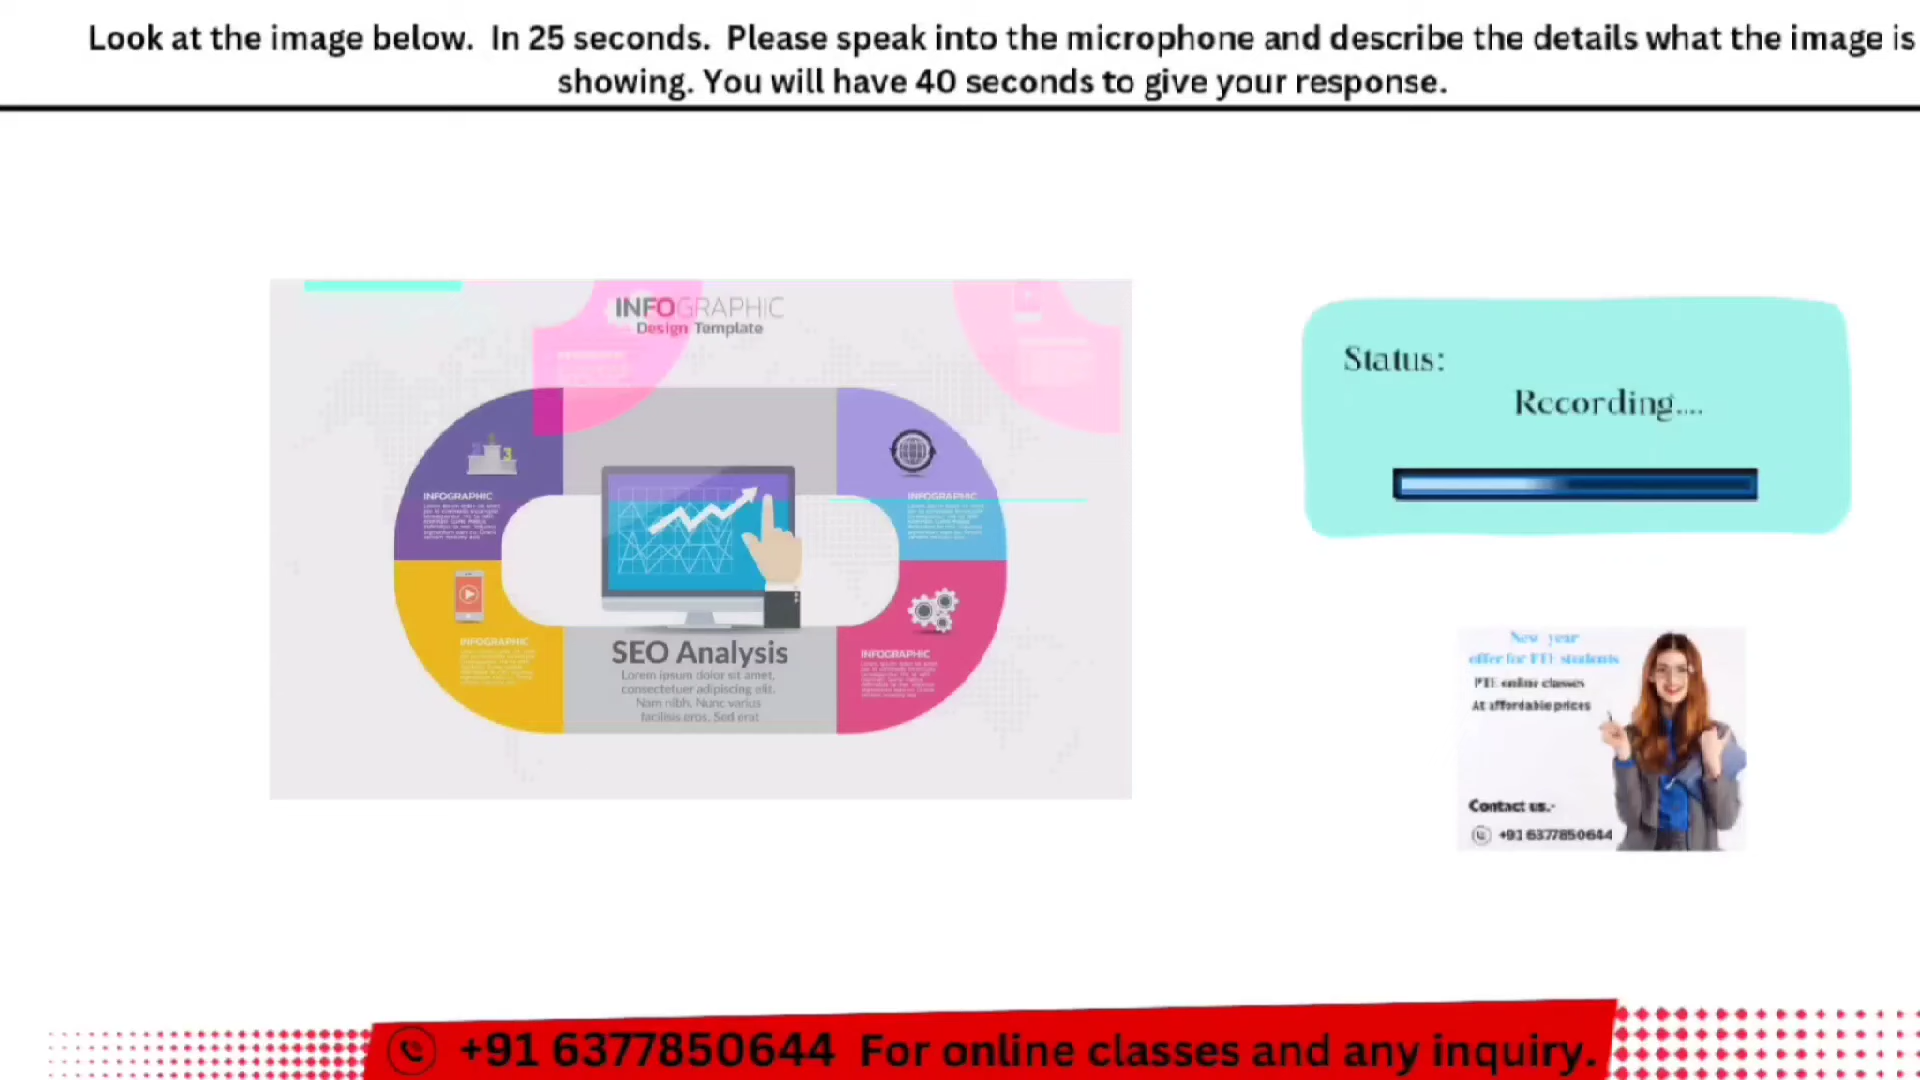 Look at the image below. In 25 seconds. Please speak into the microphone and describe the details what the image is
showing. You will have 40 seconds to give your response.
INFOGRAPHIC
Design Template
3
INFOGRAPHIC
INFOGRAPHIC
INFOGRAPHIC
INFOGRAPHIC
SEO Analysis
Lorem ipsum dolor sit amet,
consectetuer adipiscing elit.
Nam nibh. Nunc varius
facilisis eros. Sed erat
Status:
Recording....
New year
offer for PTE students
PTE online classes
At affordable prices
Contact us.-
+91 6377850644
+91 6377850644 For online classes and any inquiry.